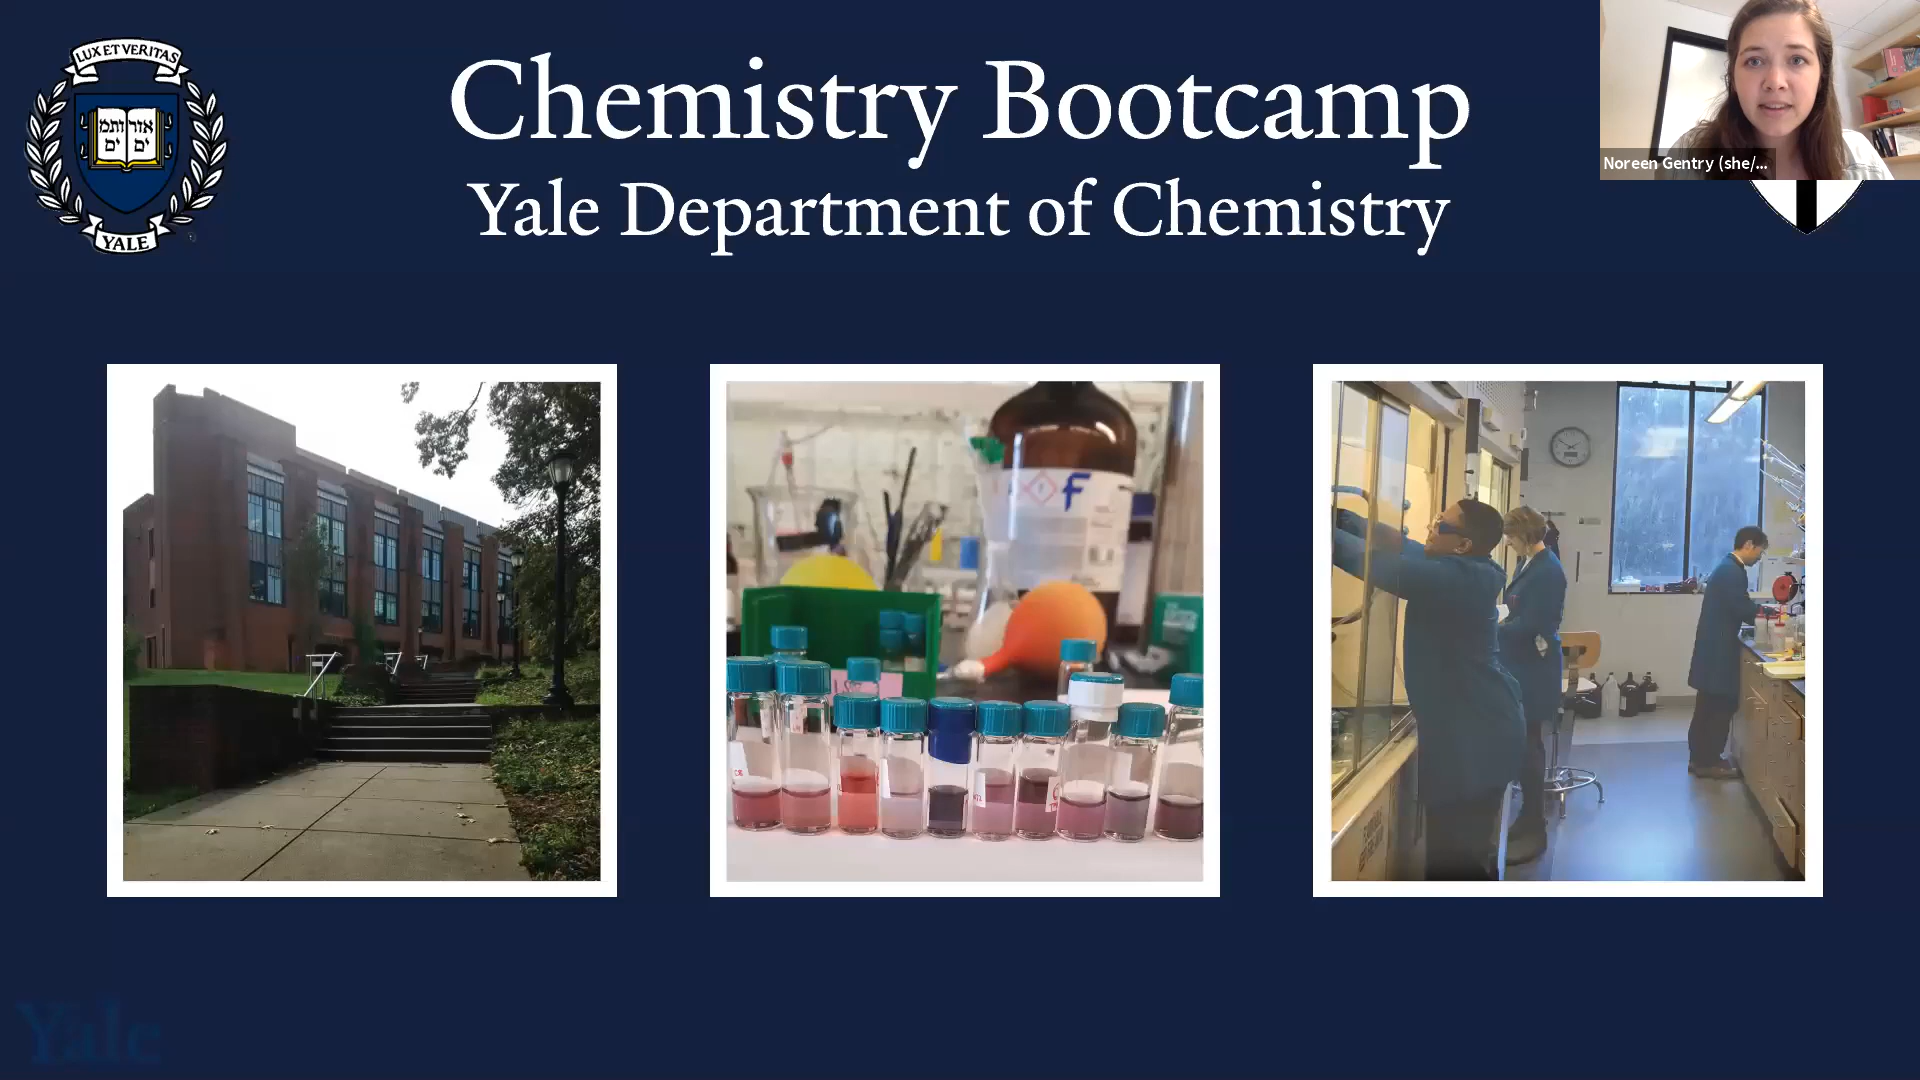 LUX ET VERITAS
Chemistry Bootcamp
Yale Department of Chemistry
אורים
ותמים
YALE
Noreen Gentry (she/...
F
Yale